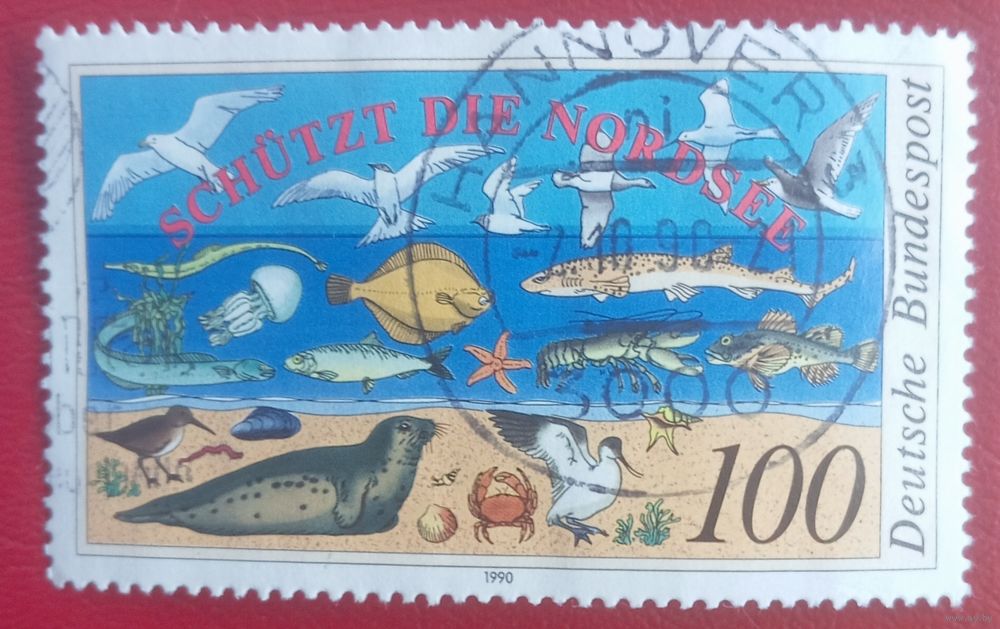 SCHÜTZT DIE NORDSEE
Deutsche Bundespost
100
1990
HANNOVER
3000